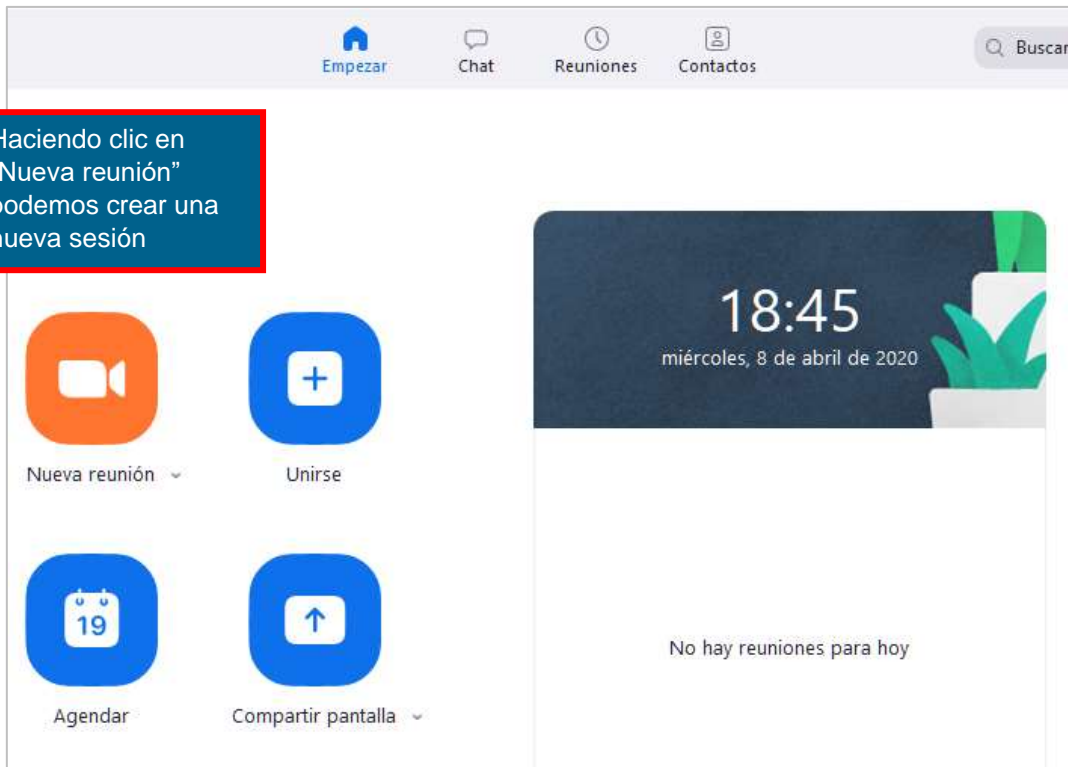 Empezar
Chat
Reuniones
Contactos
Buscar
Haciendo clic en
“Nueva reunión”
podemos crear una
nueva sesión
18:45
miércoles, 8 de abril de 2020
Nueva reunión
Unirse
19
Agendar
Compartir pantalla
No hay reuniones para hoy